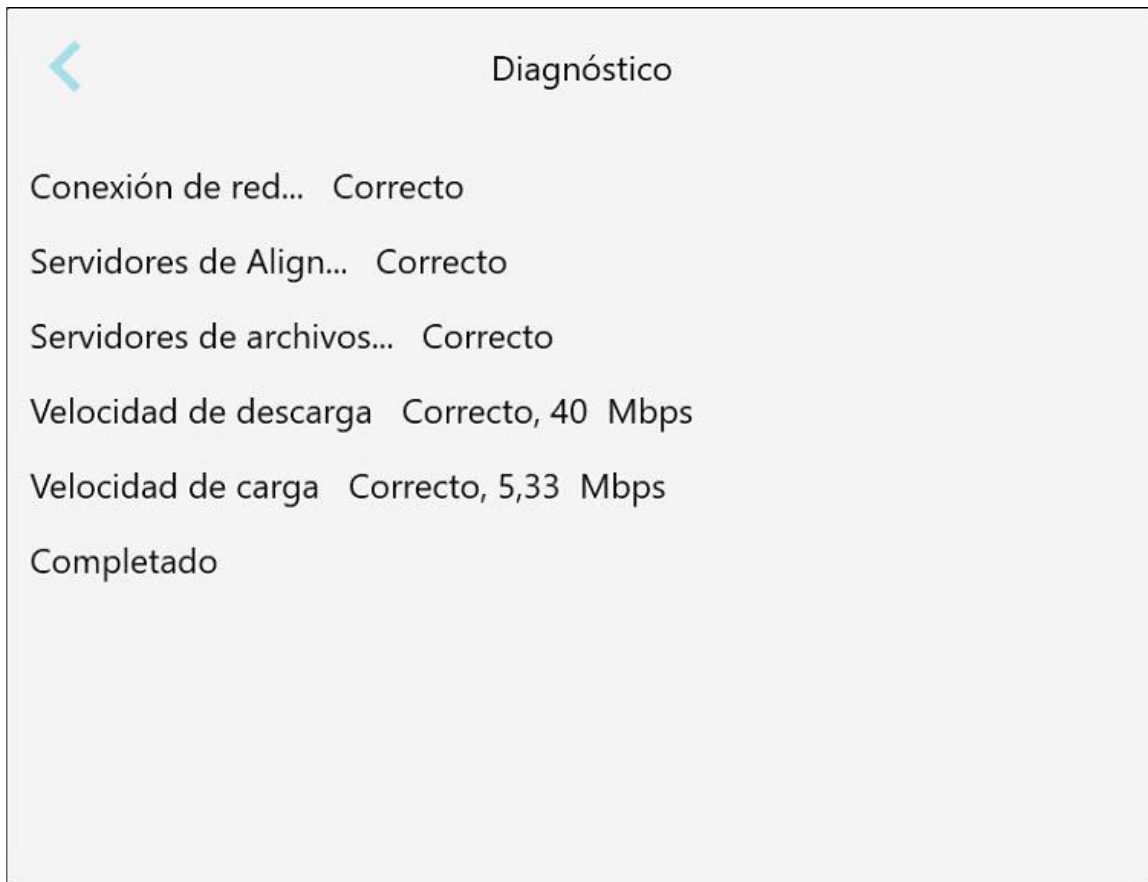 Diagnóstico
Conexión de red... Correcto
Servidores de Align... Correcto
Servidores de archivos... Correcto
Velocidad de descarga Correcto, 40 Mbps
Velocidad de carga Correcto, 5,33 Mbps
Completado